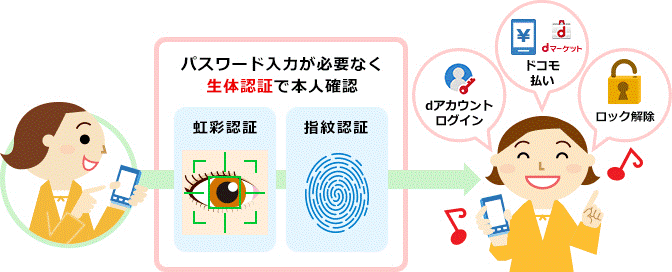 パスワード入力が必要なく
生体認証で本人確認
虹彩認証
指紋認証
dアカウント
ログイン
¥
dマーケット
ドコモ
払い
ロック解除